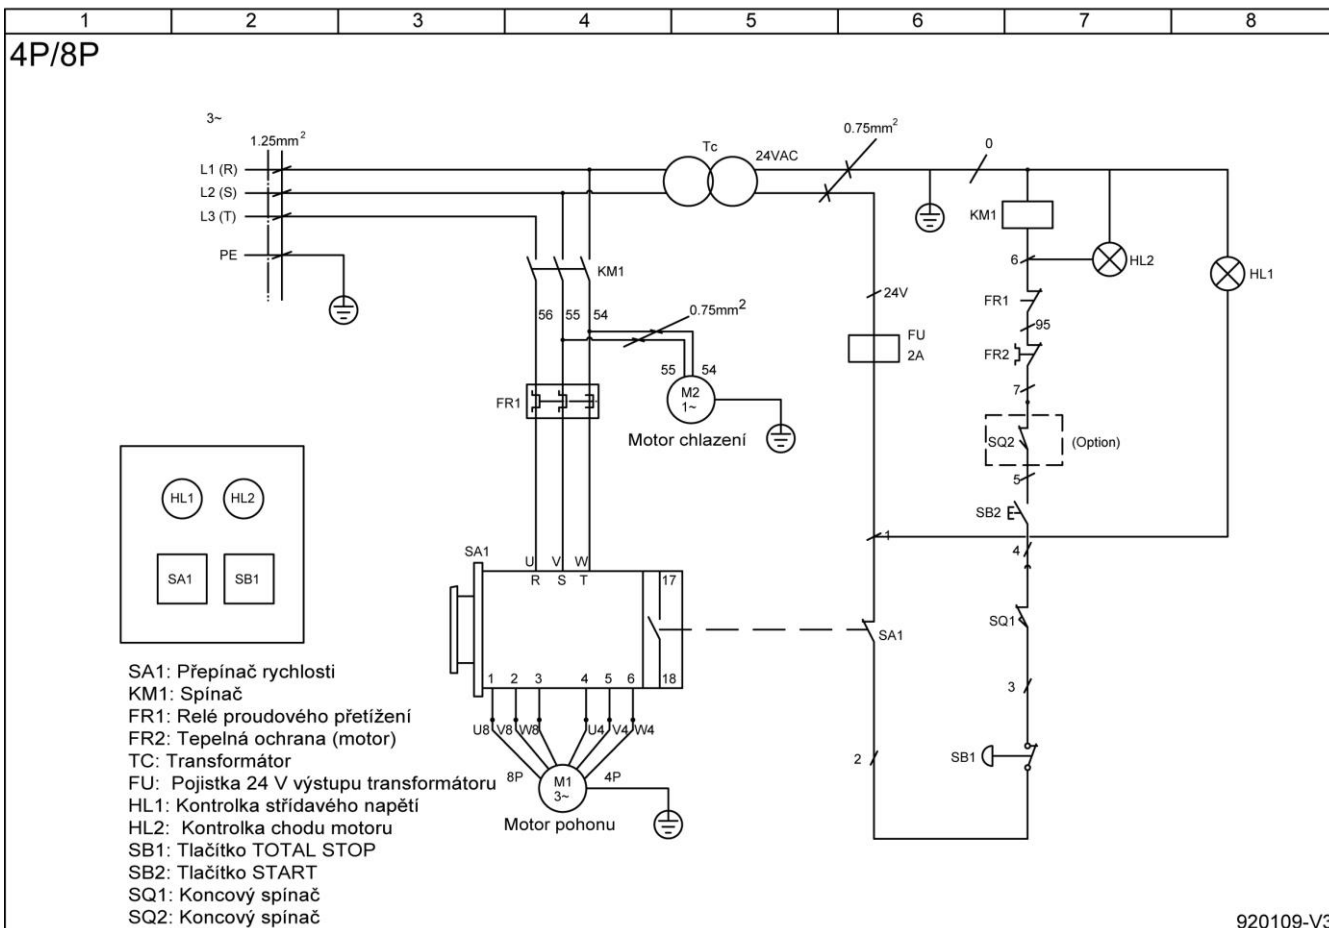 1 2 3 4 5 6 7 8
4P/8P
3~
1.25mm²
L1 (R)
L2 (S)
L3 (T)
PE
Tc
24VAC
0.75mm²
0
KM1
6
HL2
HL1
FR1
95
FR2
7
SQ2
(Option)
5
SB2
4
SQ1
3
SB1
24V
FU
2A
1
SA1
2
KM1
56 55 54
0.75mm²
55 54
M2
1~
Motor chlazení
FR1
SA1
U V W
R S T
17
18
1 2 3 4 5 6
U8 V8 W8 U4 V4 W4
8P
4P
M1
3~
Motor pohonu
HL1 HL2
SA1 SB1
SA1: Přepínač rychlosti
KM1: Spínač
FR1: Relé proudového přetížení
FR2: Tepelná ochrana (motor)
TC: Transformátor
FU: Pojistka 24 V výstupu transformátoru
HL1: Kontrolka střídavého napětí
HL2: Kontrolka chodu motoru
SB1: Tlačítko TOTAL STOP
SB2: Tlačítko START
SQ1: Koncový spínač
SQ2: Koncový spínač
920109-V3